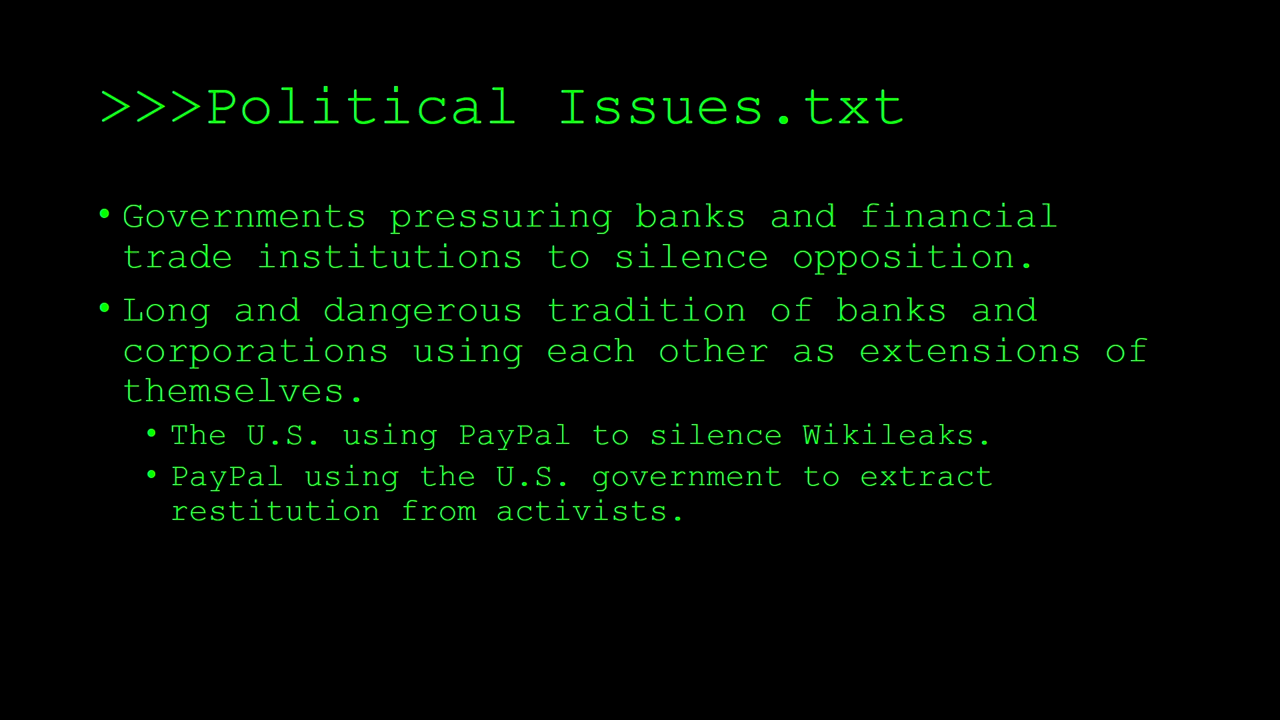 >>>Political Issues.txt
• Governments pressuring banks and financial
trade institutions to silence opposition.
• Long and dangerous tradition of banks and
corporations using each other as extensions of
themselves.
• The U.S. using PayPal to silence Wikileaks.
• PayPal using the U.S. government to extract
restitution from activists.